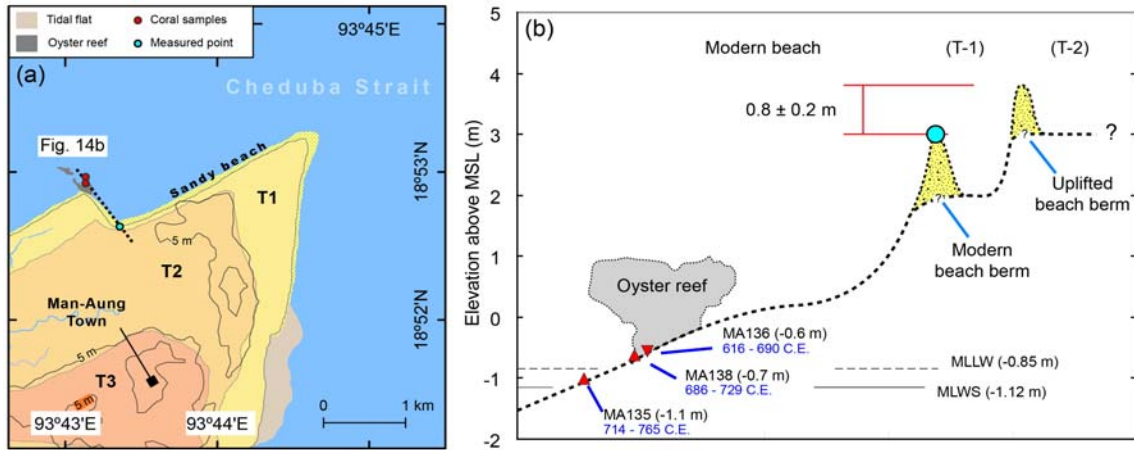 Tidal flat
Coral samples
Oyster reef
Measured point
(a)
93º45'E
Cheduba Strait
Fig. 14b
18º53'N
Sandy beach
T1
5 m
T2
Man-Aung
Town
18º52'N
5 m
T3
5 m
0 1 km
93º43'E
93º44'E
(b)
Modern beach
(T-1)
(T-2)
0.8 ± 0.2 m
Elevation above MSL (m)
5
4
3
2
1
0
-1
-2
?
?
?
Uplifted
beach berm
Modern
beach berm
Oyster reef
MA136 (-0.6 m)
616 - 690 C.E.
MA138 (-0.7 m)
686 - 729 C.E.
MA135 (-1.1 m)
714 - 765 C.E.
MLLW (-0.85 m)
MLWS (-1.12 m)